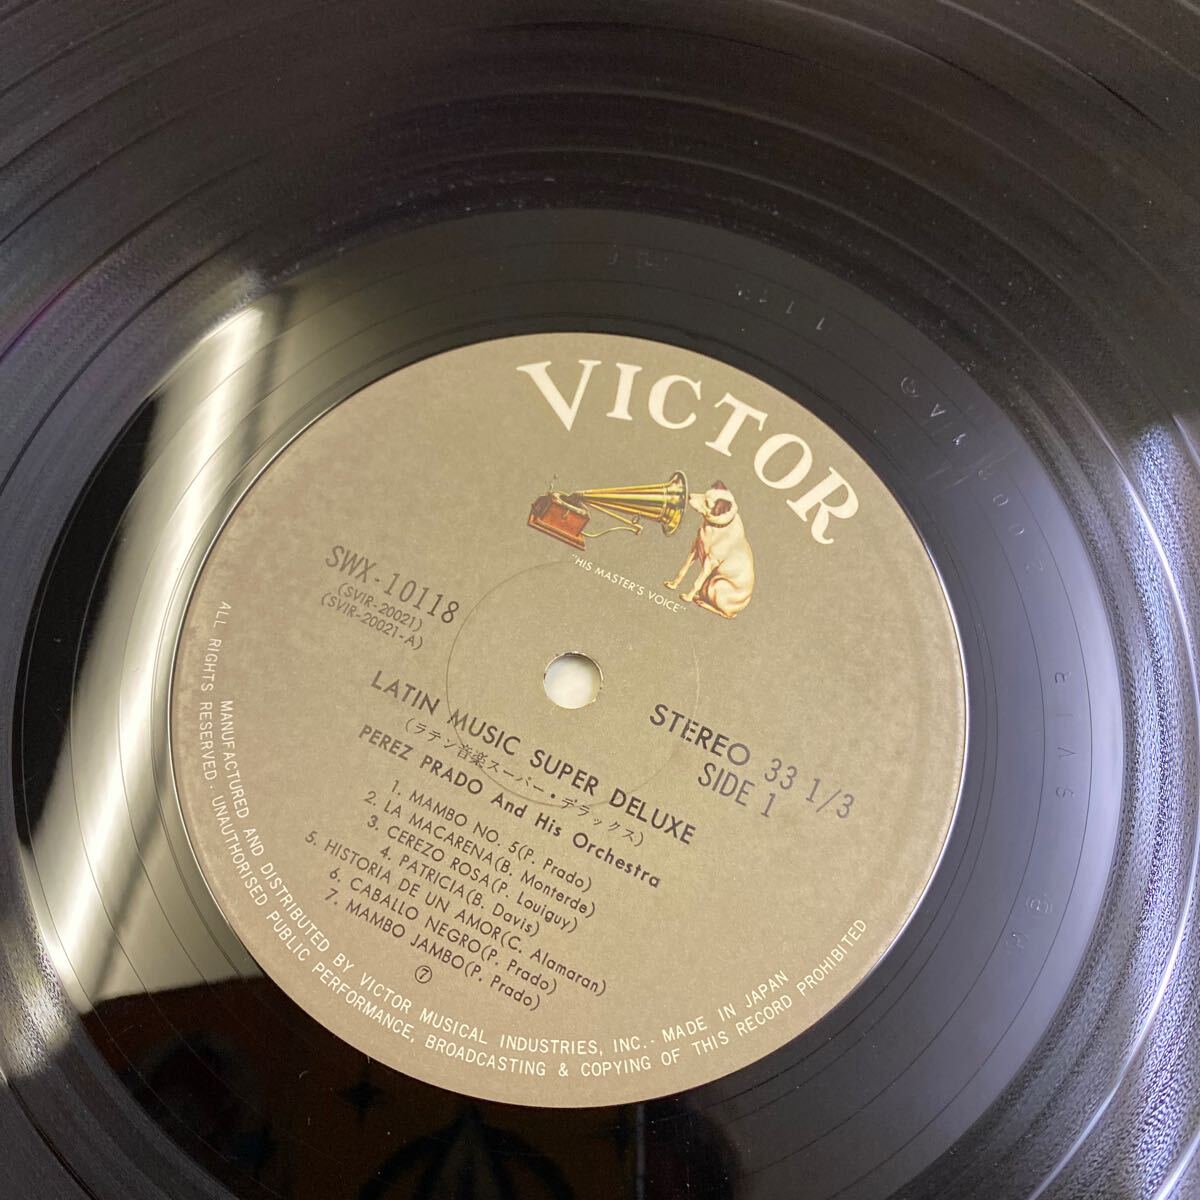 VICTOR
"HIS MASTER'S VOICE"
SWX-10118
(SVIR-20021)
(SVIR-20021-A)
STEREO 33 1/3
SIDE 1
LATIN MUSIC SUPER DELUXE
(ラテン音楽スーパー・デラックス)
PEREZ PRADO And His Orchestra
1. MAMBO NO. 5(P. Prado)
2. LA MACARENA(B. Monterde)
3. CEREZO ROSA(P. Louiguy)
4. PATRICIA(B. Davis)
5. HISTORIA DE UN AMOR(C. Alamaran)
6. CABALLO NEGRO(P. Prado)
7. MAMBO JAMBO(P. Prado)
⑦
MANUFACTURED AND DISTRIBUTED BY VICTOR MUSICAL INDUSTRIES, INC.- MADE IN JAPAN
ALL RIGHTS RESERVED· UNAUTHORISED PUBLIC PERFORMANCE, BROADCASTING & COPYING OF THIS RECORD PROHIBITED